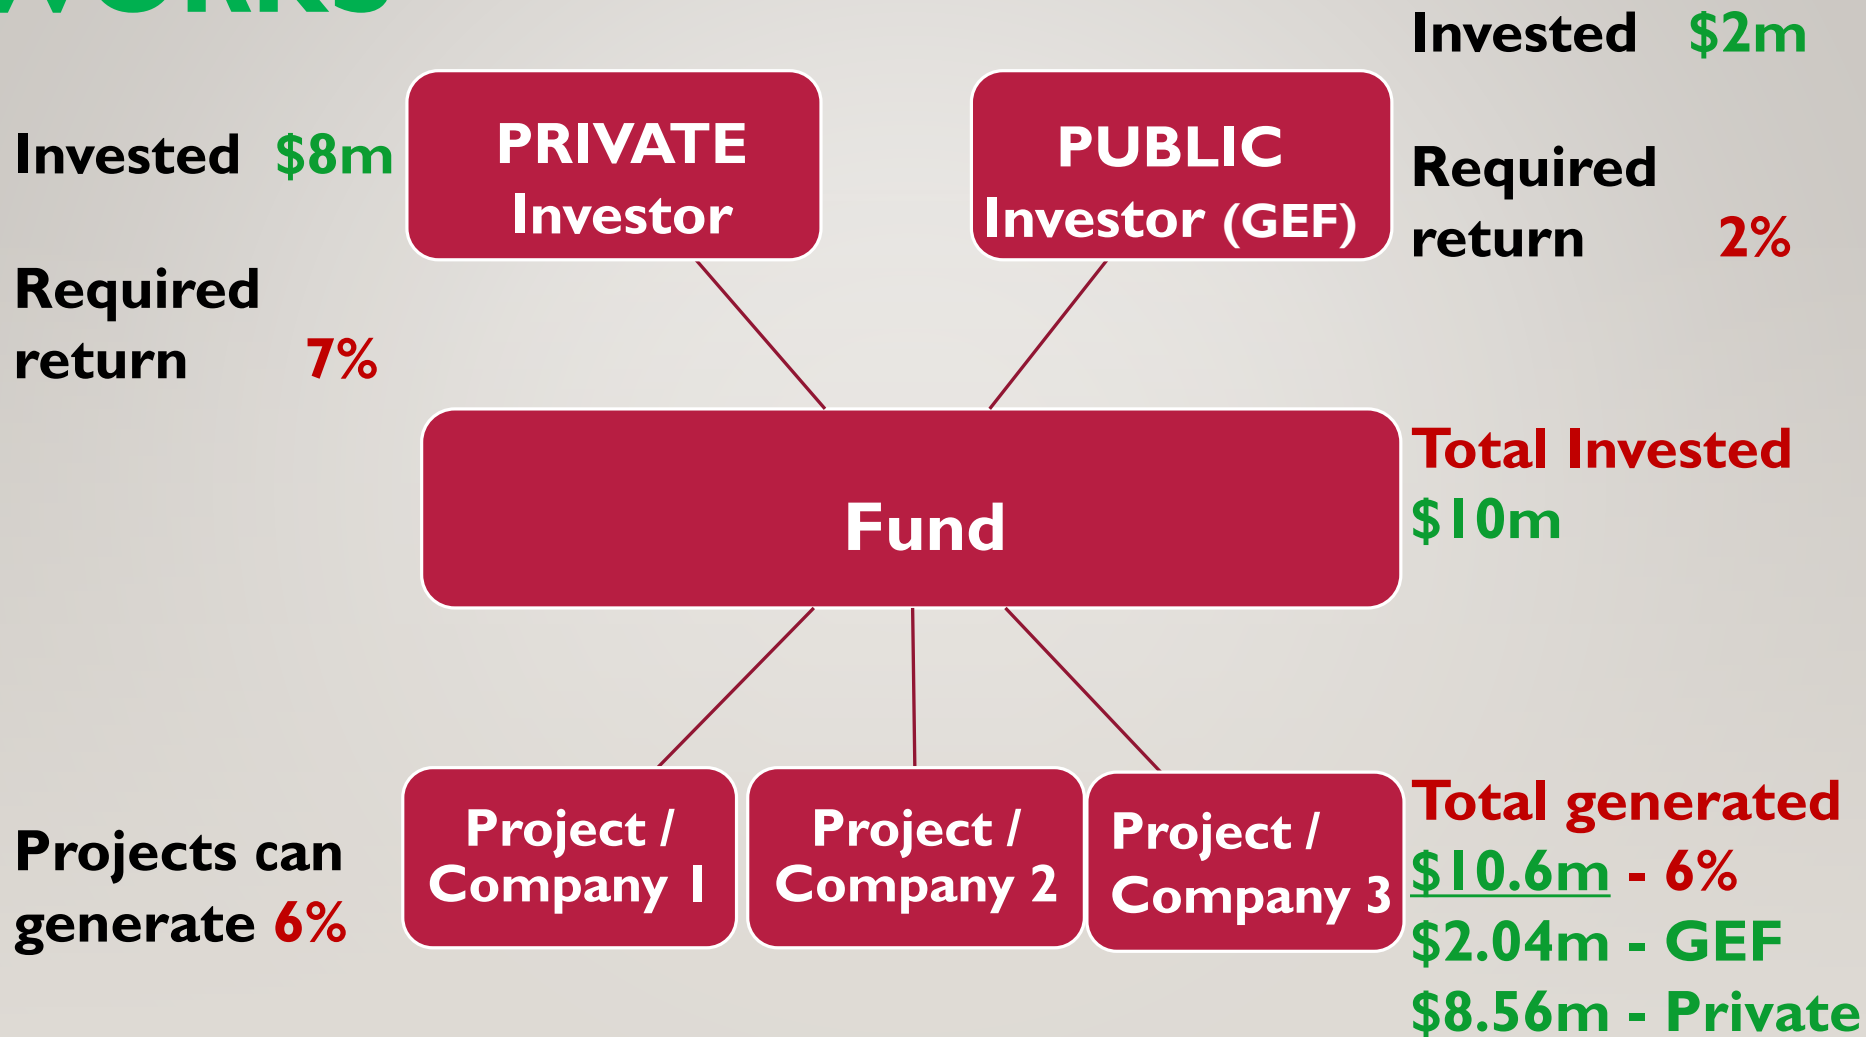 WORKS
Invested $8m
Required
return 7%
PRIVATE
Investor
PUBLIC
Investor (GEF)
Invested $2m
Required
return 2%
Fund
Total Invested
$10m
Projects can
generate 6%
Project /
Company 1
Project /
Company 2
Project /
Company 3
Total generated
$10.6m - 6%
$2.04m - GEF
$8.56m - Private